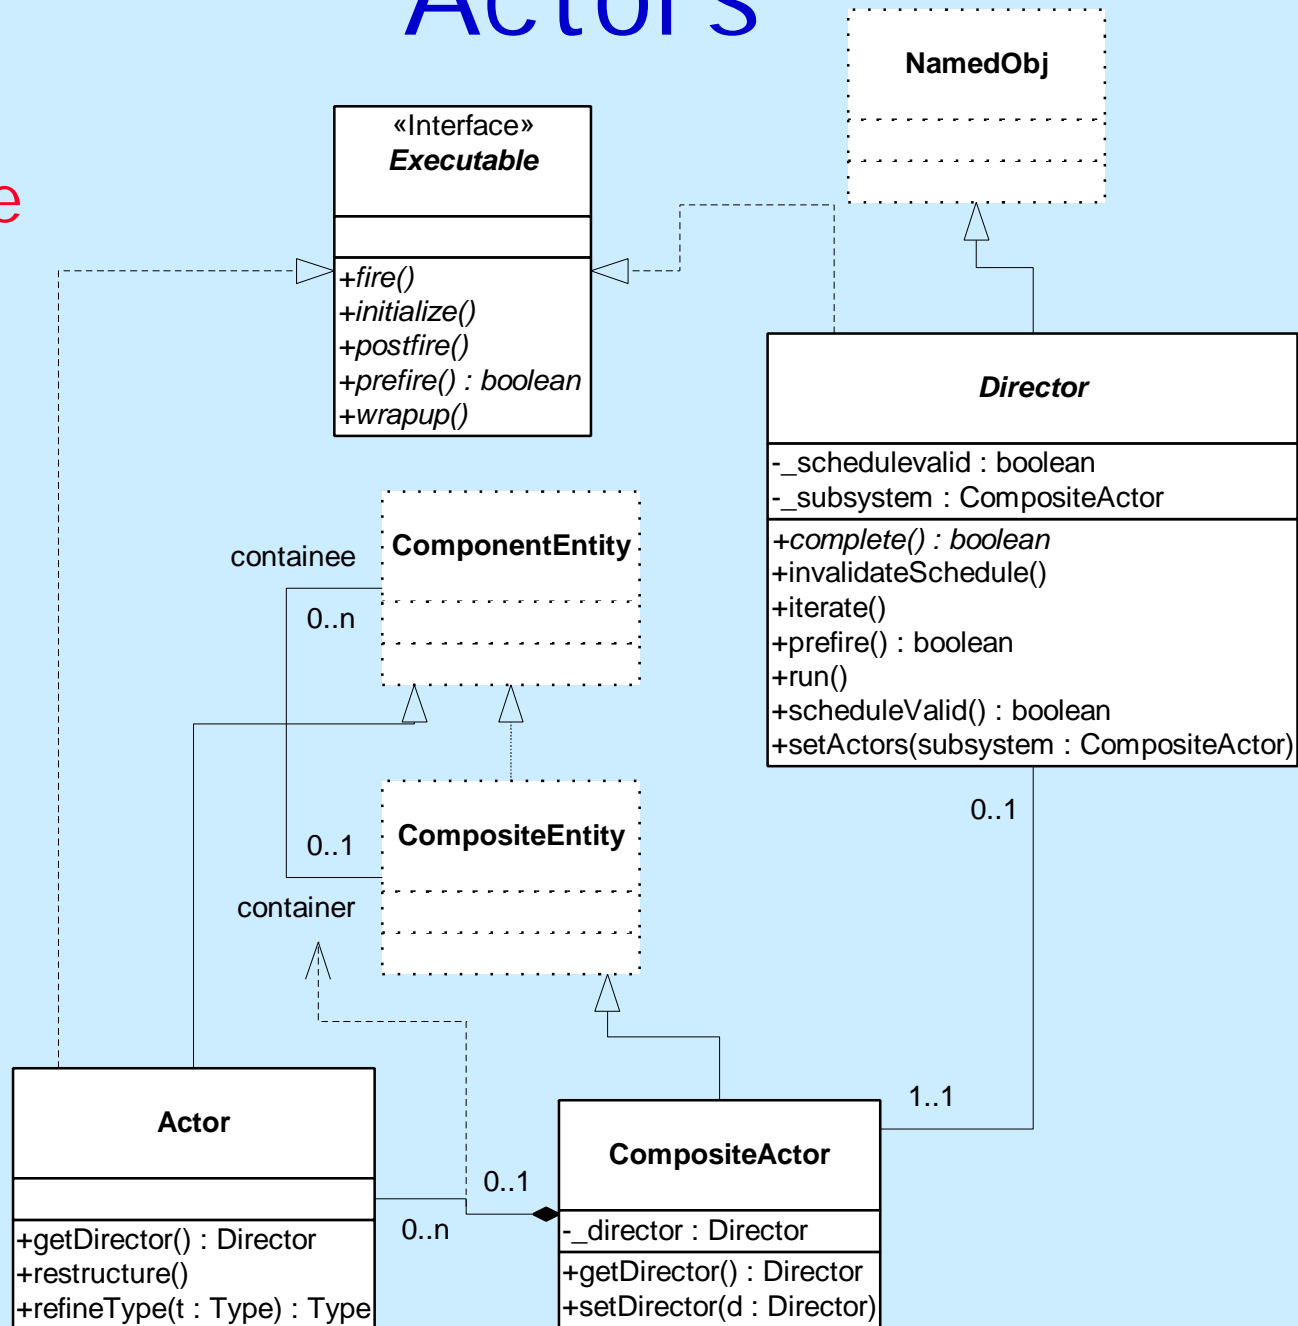 Actors
NamedObj
«Interface»
Executable
e
+fire()
+initialize()
+postfire()
+prefire() : boolean
+wrapup()
Director
-_schedulevalid : boolean
-_subsystem : CompositeActor
+complete() : boolean
+invalidateSchedule()
+iterate()
+prefire() : boolean
+run()
+scheduleValid() : boolean
+setActors(subsystem : CompositeActor)
ComponentEntity
containee
0..n
0..1
CompositeEntity
0..1
container
1..1
Actor
CompositeActor
0..1
0..n
-_director : Director
+getDirector() : Director
+restructure()
+refineType(t : Type) : Type
+getDirector() : Director
+setDirector(d : Director)